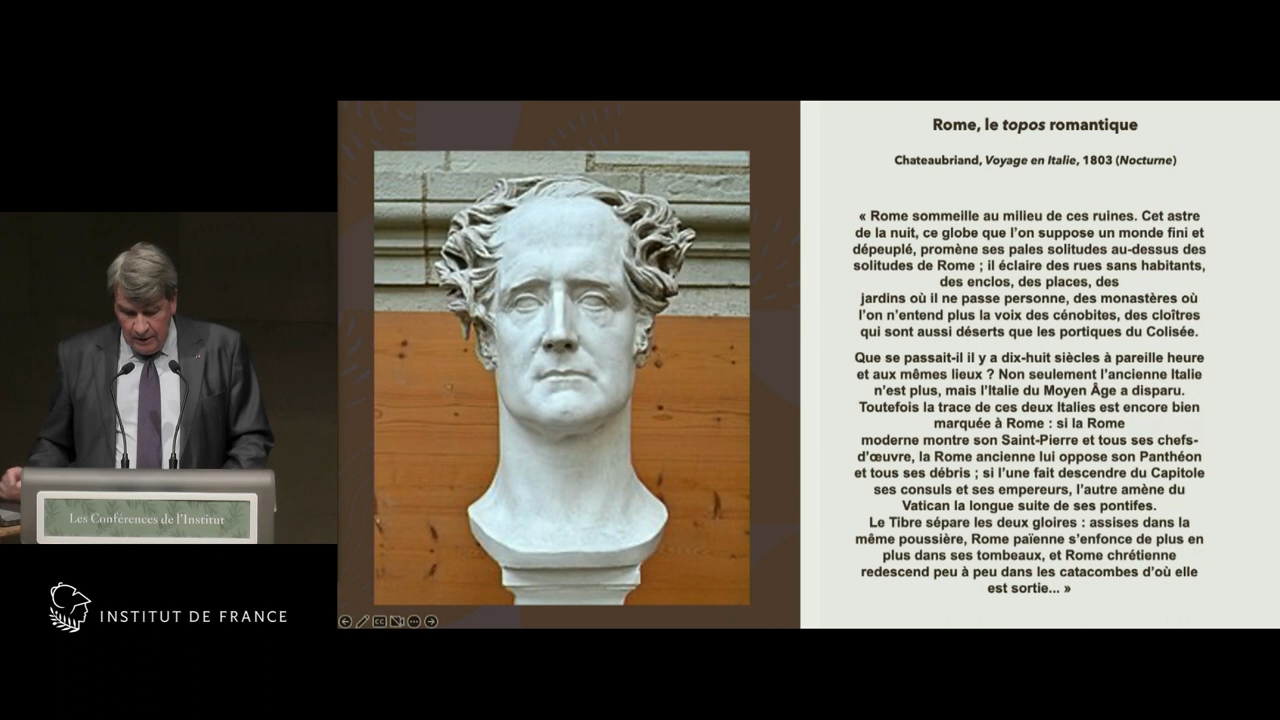 Rome, le topos romantique
Chateaubriand, Voyage en Italie, 1803 (Nocturne)
« Rome sommeille au milieu de ces ruines. Cet astre
de la nuit, ce globe que l’on suppose un monde fini et
dépeuplé, promène ses pales solitudes au-dessus des
solitudes de Rome ; il éclaire des rues sans habitants,
des enclos, des places, des
jardins où il ne passe personne, des monastères où
l’on n’entend plus la voix des cénobites, des cloîtres
qui sont aussi déserts que les portiques du Colisée.
Que se passait-il il y a dix-huit siècles à pareille heure
et aux mêmes lieux ? Non seulement l’ancienne Italie
n’est plus, mais l’Italie du Moyen Âge a disparu.
Toutefois la trace de ces deux Italies est encore bien
marquée à Rome : si la Rome
moderne montre son Saint-Pierre et tous ses chefs-
d’œuvre, la Rome ancienne lui oppose son Panthéon
et tous ses débris ; si l’une fait descendre du Capitole
ses consuls et ses empereurs, l’autre amène du
Vatican la longue suite de ses pontifes.
Le Tibre sépare les deux gloires : assises dans la
même poussière, Rome païenne s’enfonce de plus en
plus dans ses tombeaux, et Rome chrétienne
redescend peu à peu dans les catacombes d’où elle
est sortie... »
Les Conférences de l’Institut
INSTITUT DE FRANCE
CC